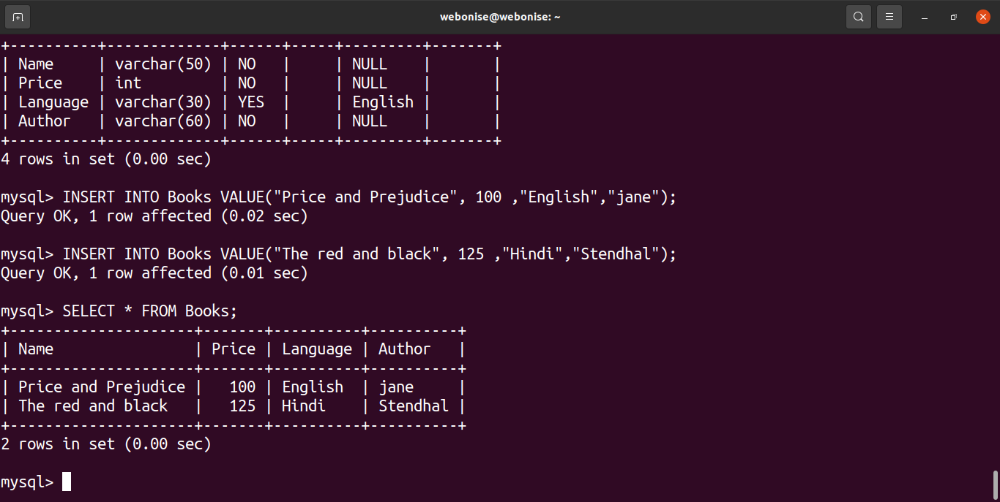 webonise@webonise: ~
+----------+-------------+------+-----+---------+-------+
| Name     | varchar(50) | NO   |     | NULL    |       |
| Price    | int         | NO   |     | NULL    |       |
| Language | varchar(30) | YES  |     | English |       |
| Author   | varchar(60) | NO   |     | NULL    |       |
+----------+-------------+------+-----+---------+-------+
4 rows in set (0.00 sec)
mysql> INSERT INTO Books VALUE("Price and Prejudice", 100 ,"English","jane");
Query OK, 1 row affected (0.02 sec)
mysql> INSERT INTO Books VALUE("The red and black", 125 ,"Hindi","Stendhal");
Query OK, 1 row affected (0.01 sec)
mysql> SELECT * FROM Books;
+---------------------+-------+----------+----------+
| Name                | Price | Language | Author   |
+---------------------+-------+----------+----------+
| Price and Prejudice |   100 | English  | jane     |
| The red and black   |   125 | Hindi    | Stendhal |
+---------------------+-------+----------+----------+
2 rows in set (0.00 sec)
mysql>